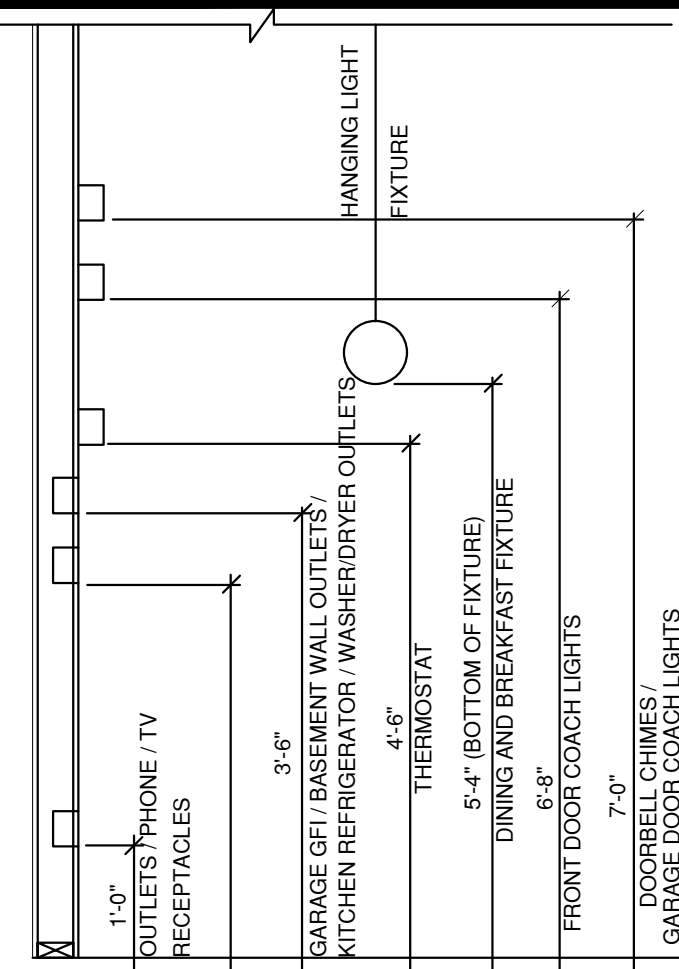 HANGING LIGHT
FIXTURE
1'-0"
OUTLETS / PHONE / TV
RECEPTACLES
3'-6"
GARAGE GFI / BASEMENT WALL OUTLETS /
KITCHEN REFRIGERATOR / WASHER/DRYER OUTLETS
4'-6"
THERMOSTAT
5'-4" (BOTTOM OF FIXTURE)
DINING AND BREAKFAST FIXTURE
6'-8"
FRONT DOOR COACH LIGHTS
7'-0"
DOORBELL CHIMES /
GARAGE DOOR COACH LIGHTS